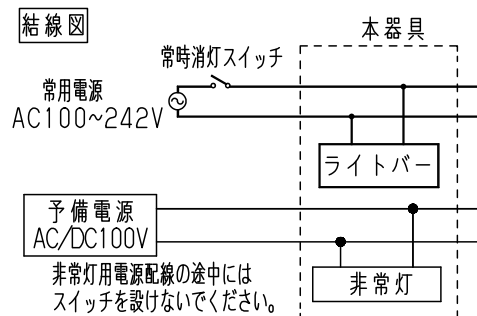 結線図
本器具
常時消灯スイッチ
常用電源
AC100~242V
ライトバー
予備電源
AC/DC100V
非常灯用電源配線の途中には
スイッチを設けないでください。
非常灯